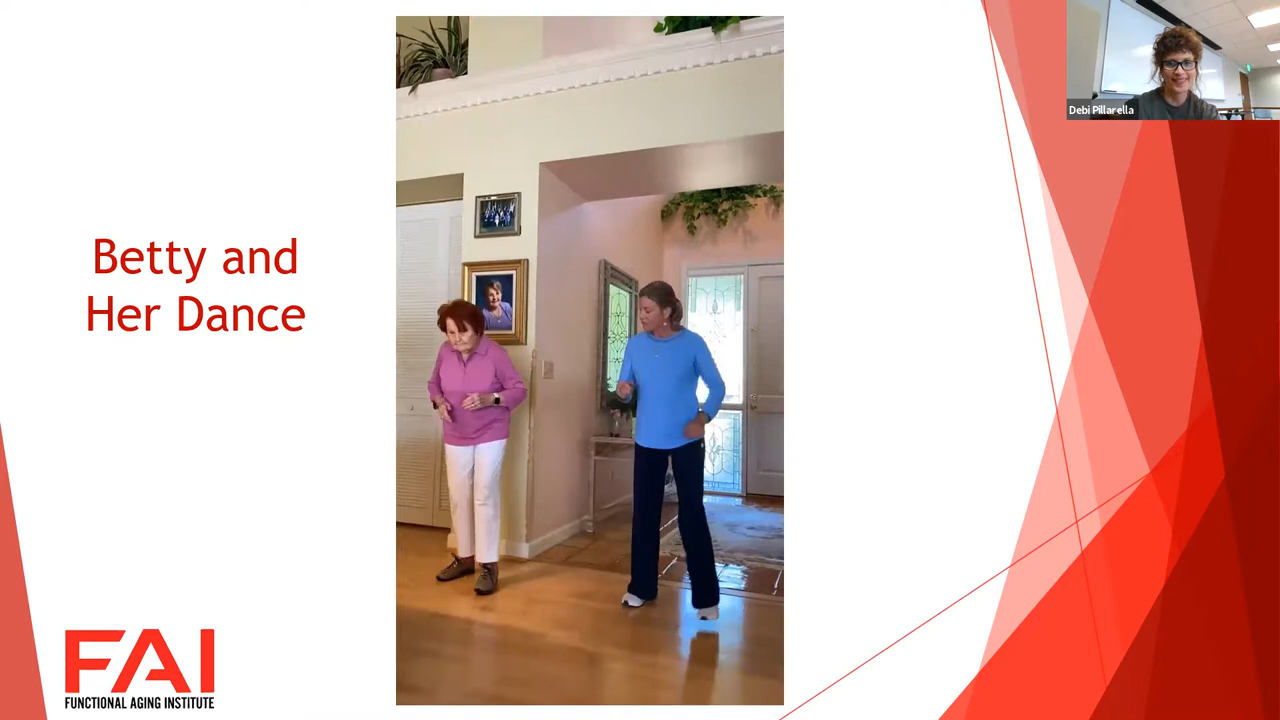 Debi Pillarella
Betty and
Her Dance
FAI
FUNCTIONAL AGING INSTITUTE